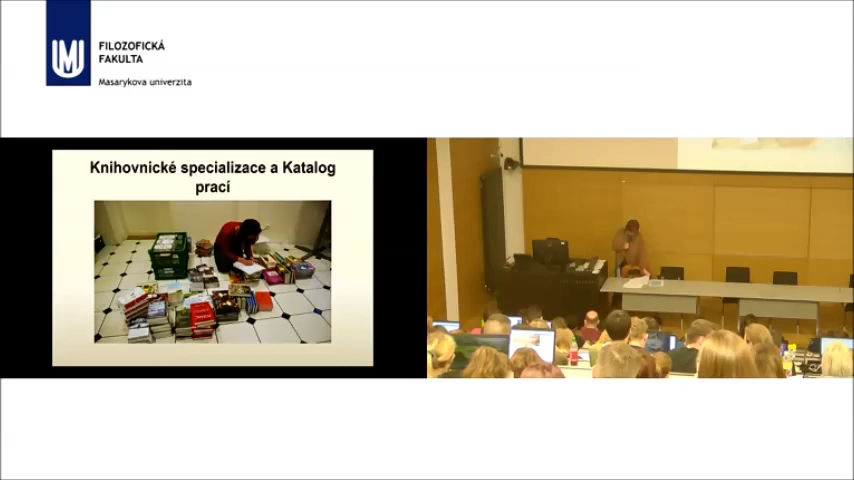 FILOZOFICKÁ
FAKULTA
Masarykova univerzita
Knihovnické specializace a Katalog
prací